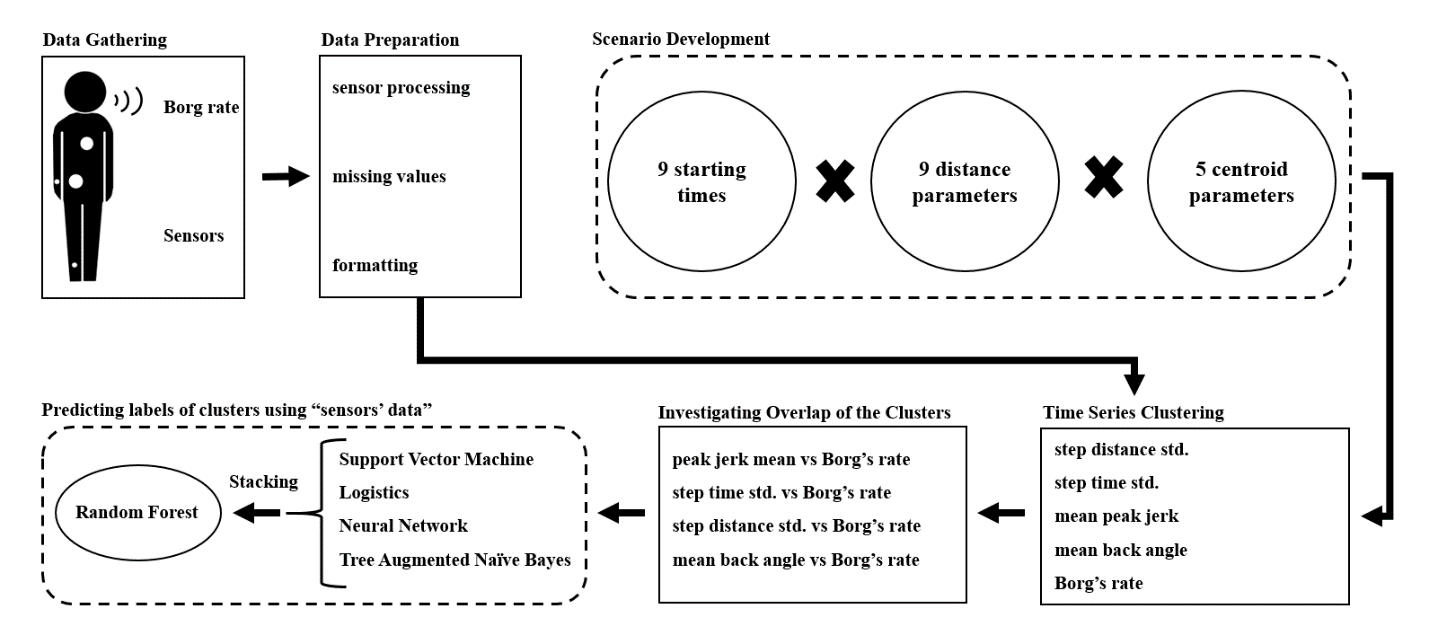 Data Gathering
Borg rate
Sensors
Data Preparation
sensor processing
missing values
formatting
Scenario Development
9 starting
times
9 distance
parameters
5 centroid
parameters
Predicting labels of clusters using “sensors’ data”
Random Forest
Stacking
Support Vector Machine
Logistics
Neural Network
Tree Augmented Naïve Bayes
Investigating Overlap of the Clusters
peak jerk mean vs Borg’s rate
step time std. vs Borg’s rate
step distance std. vs Borg’s rate
mean back angle vs Borg’s rate
Time Series Clustering
step distance std.
step time std.
mean peak jerk
mean back angle
Borg’s rate